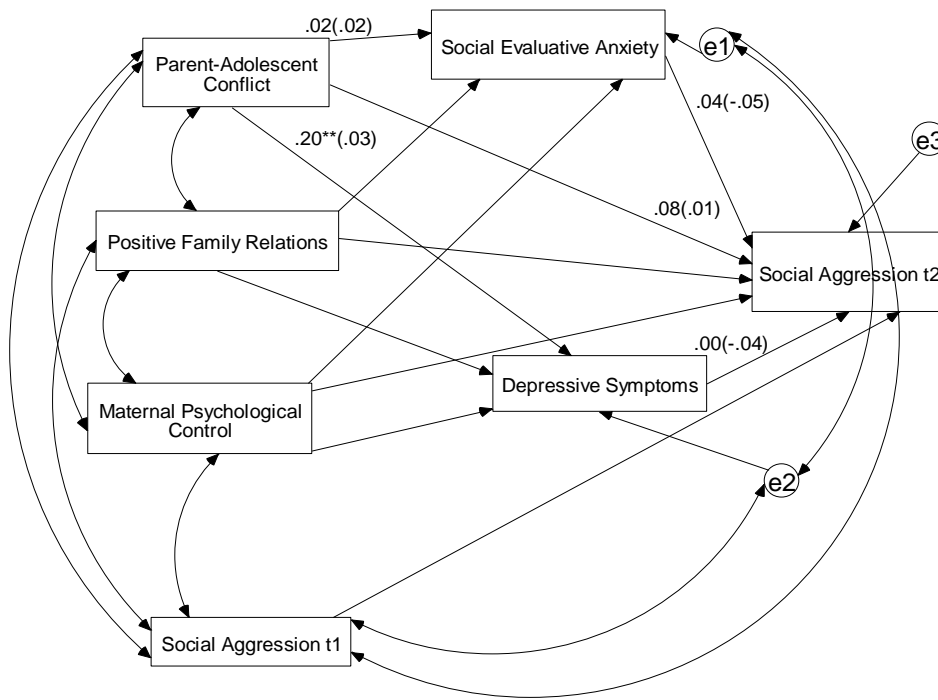 .02(.02)
Social Evaluative Anxiety
e1
Parent-Adolescent
Conflict
.04(-.05)
.20**(.03)
e3
.08(.01)
Positive Family Relations
Social Aggression t2
.00(-.04)
Depressive Symptoms
Maternal Psychological
Control
e2
Social Aggression t1